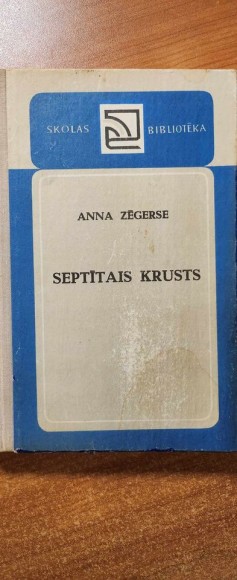 SKOLAS BIBLIOTĒKA
ANNA ZĒGERSE
SEPTĪTAIS KRUSTS